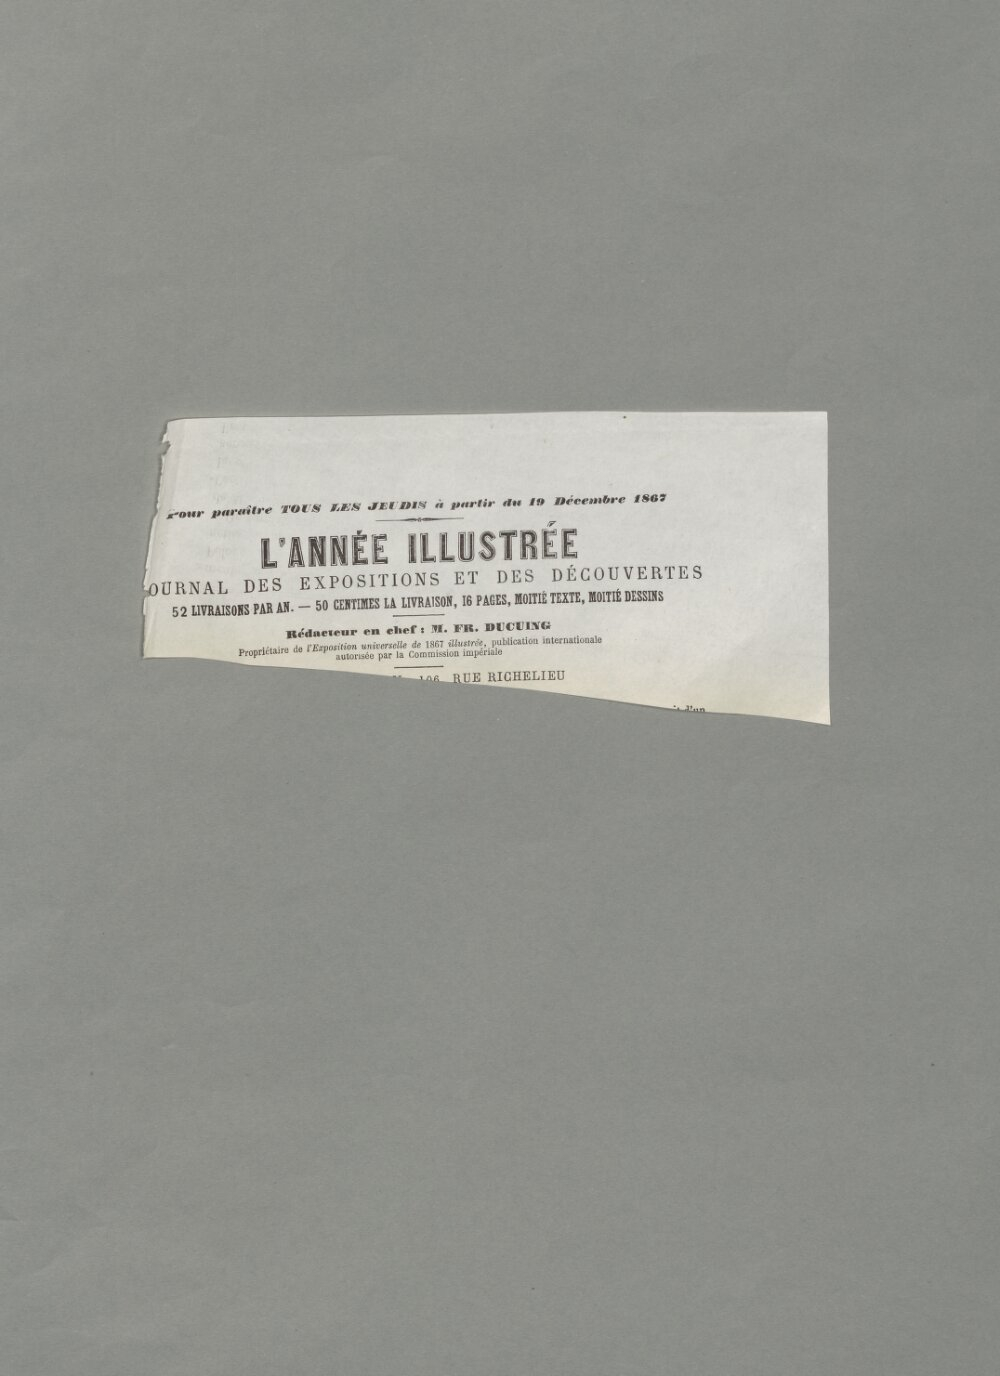 Pour paraître TOUS LES JEUDIS à partir du 19 Décembre 1867
L'ANNÉE ILLUSTRÉE
OURNAL DES EXPOSITIONS ET DES DÉCOUVERTES
52 LIVRAISONS PAR AN. — 50 CENTIMES LA LIVRAISON, 16 PAGES, MOITIÉ TEXTE, MOITIÉ DESSINS
Rédacteur en chef : M. FR. DUCUING
Propriétaire de l'Exposition universelle de 1867 illustrée, publication internationale
autorisée par la Commission impériale
106, RUE RICHELIEU
d'un